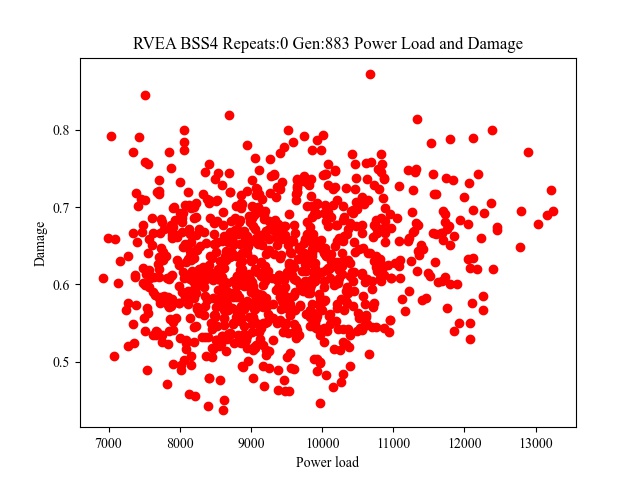 RVEA BSS4 Repeats:0 Gen:883 Power Load and Damage
0.8
0.7
0.6
0.5
Damage
7000 8000 9000 10000 11000 12000 13000
Power load